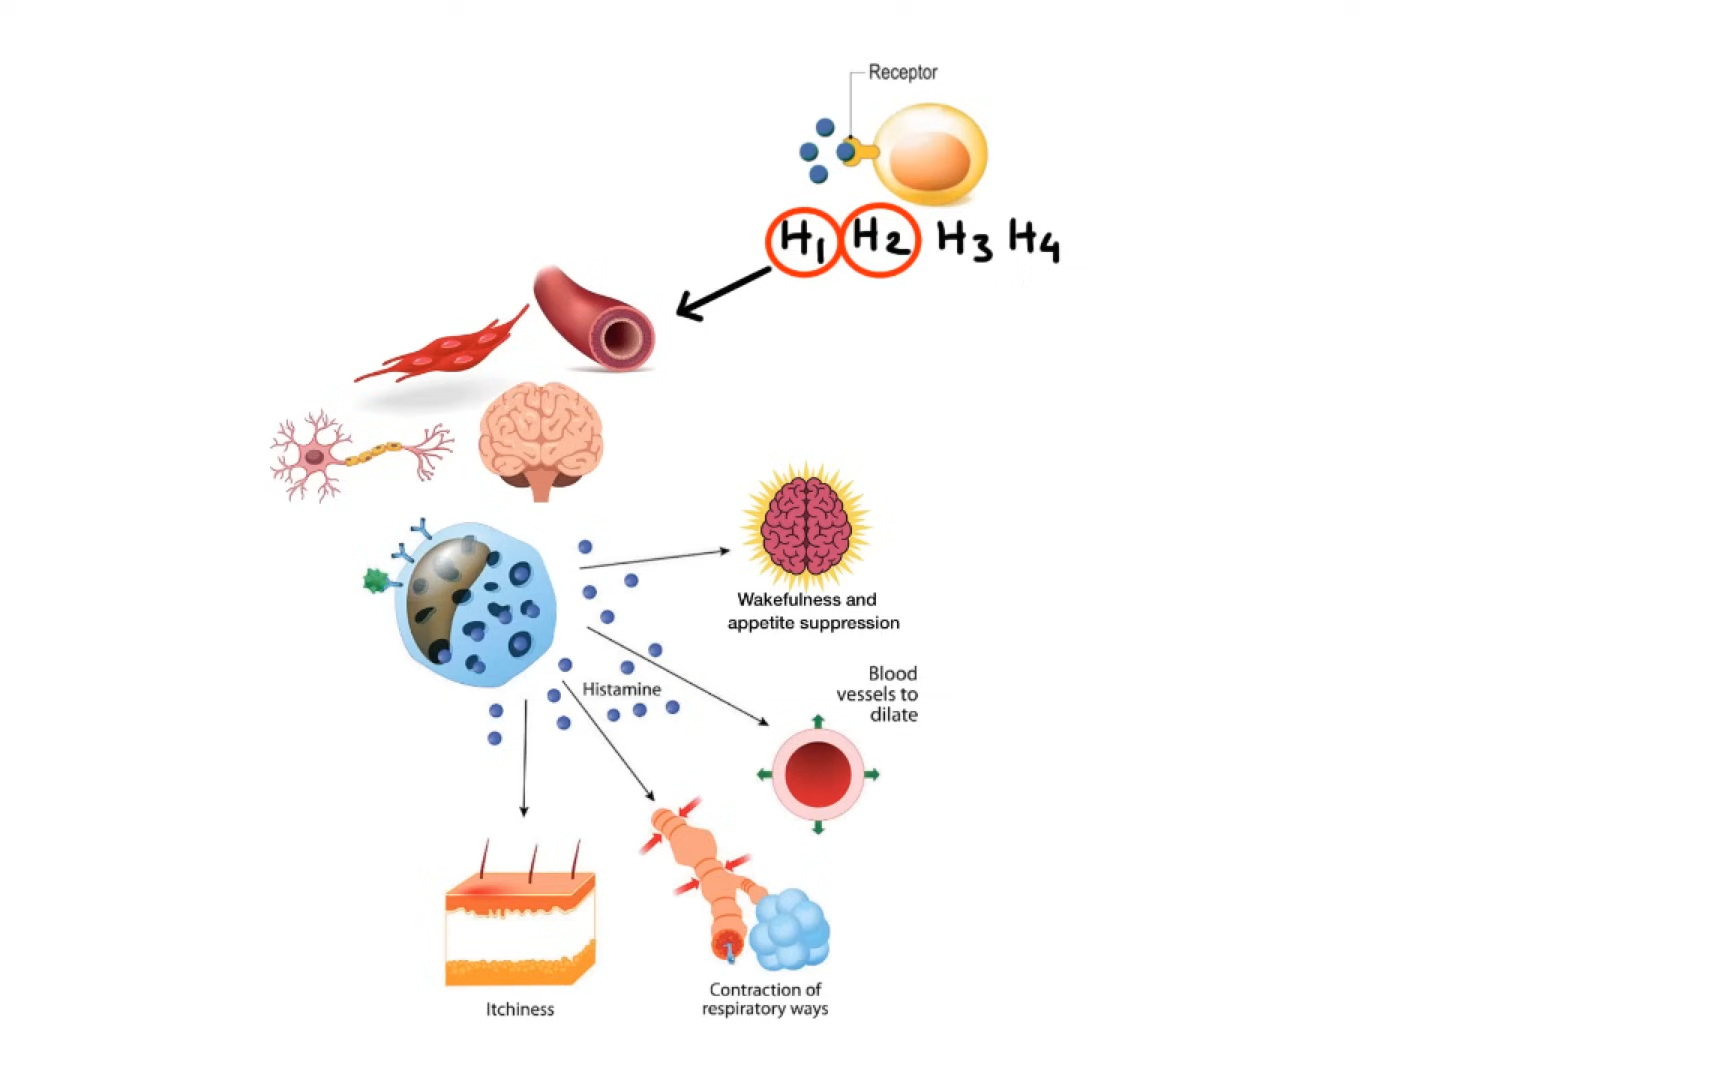 Receptor
H1 H2 H3 H4
Wakefulness and
appetite suppression
Blood
vessels to
dilate
Histamine
Contraction of
respiratory ways
Itchiness